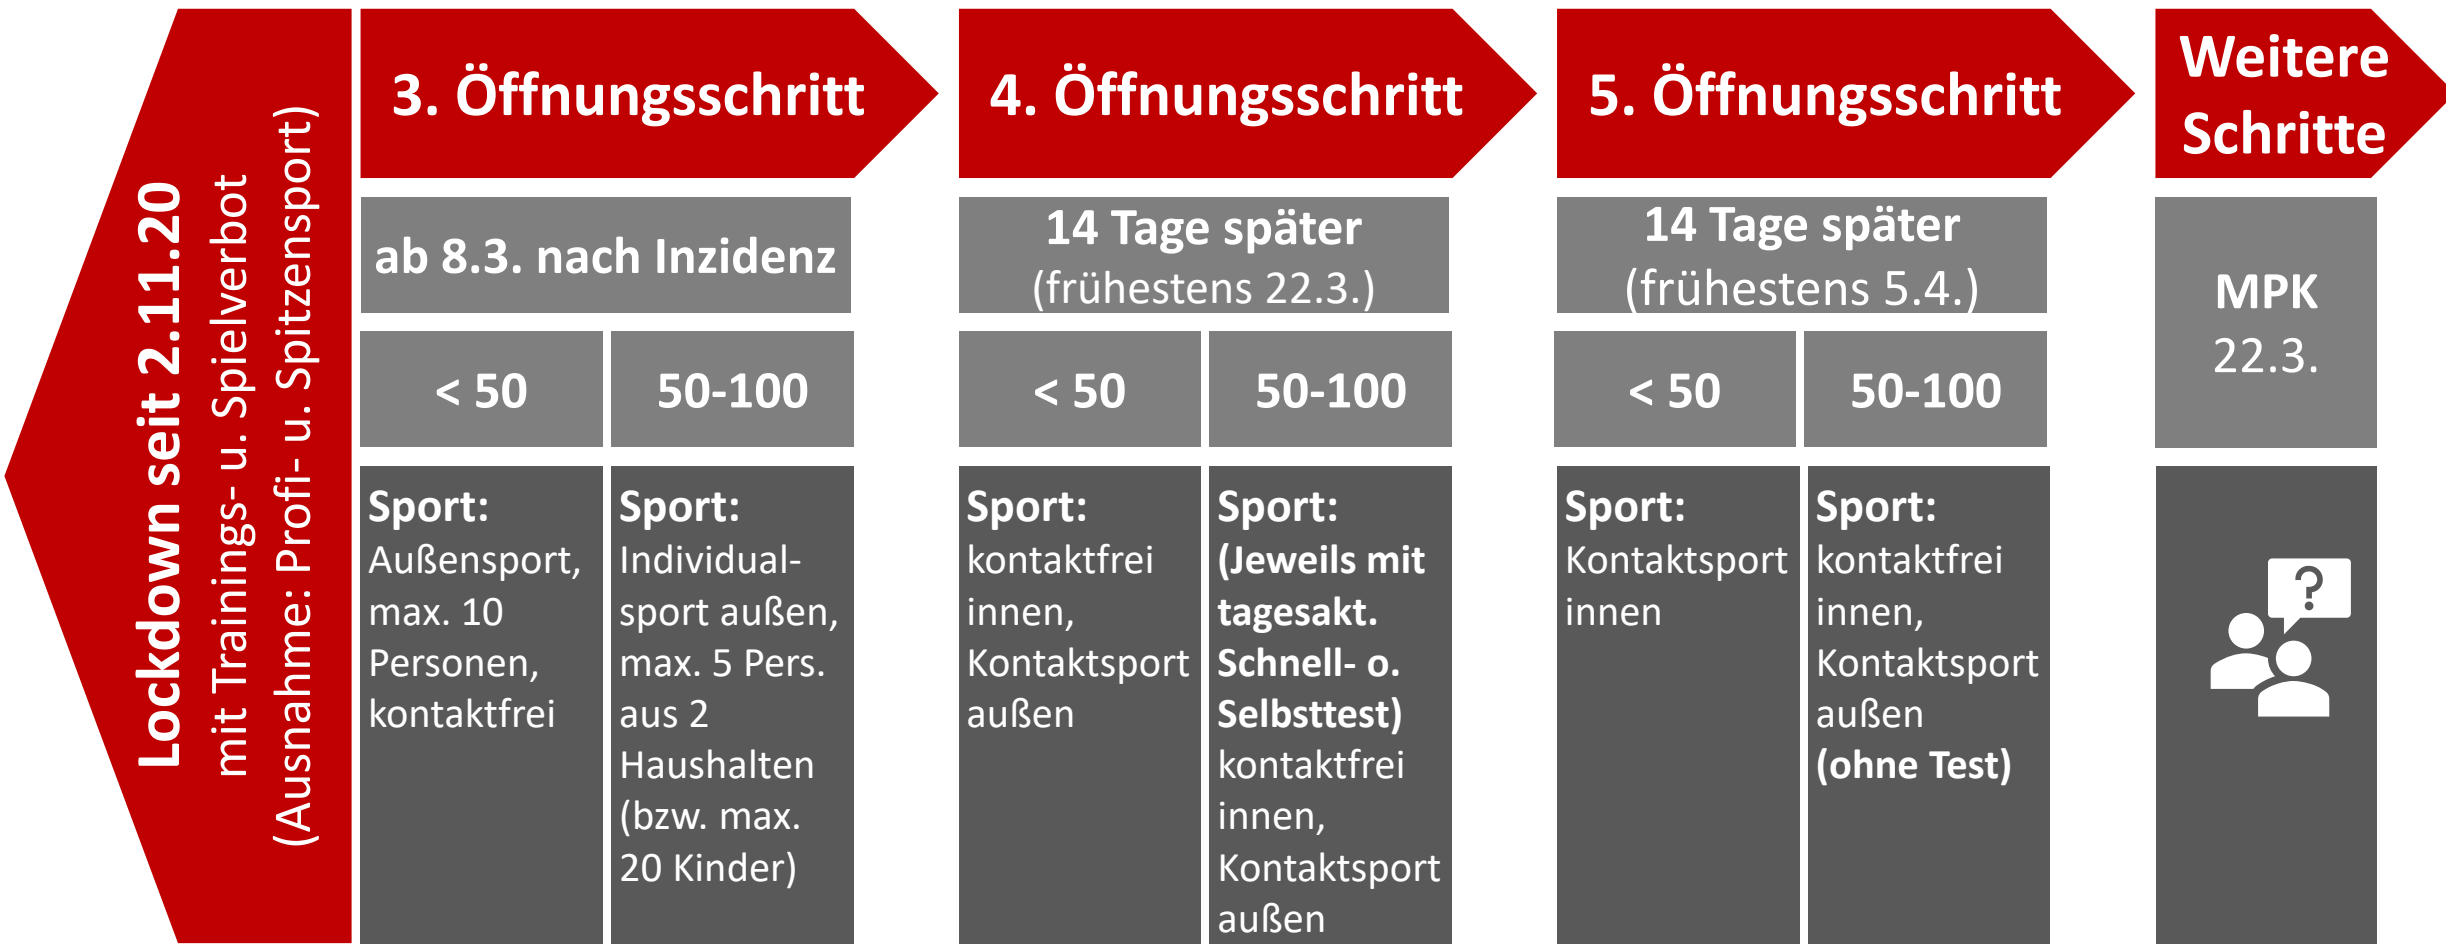 Lockdown seit 2.11.20
mit Trainings- u. Spielverbot
(Ausnahme: Profi- u. Spitzensport)
3. Öffnungsschritt
ab 8.3. nach Inzidenz
< 50
50-100
Sport:
Außensport,
max. 10
Personen,
kontaktfrei
Sport:
Individual-
sport außen,
max. 5 Pers.
aus 2
Haushalten
(bzw. max.
20 Kinder)
4. Öffnungsschritt
14 Tage später
(frühestens 22.3.)
< 50
50-100
Sport:
kontaktfrei
innen,
Kontaktsport
außen
Sport:
(Jeweils mit
tagesakt.
Schnell- o.
Selbsttest)
kontaktfrei
innen,
Kontaktsport
außen
5. Öffnungsschritt
14 Tage später
(frühestens 5.4.)
< 50
50-100
Sport:
Kontaktsport
innen
Sport:
kontaktfrei
innen,
Kontaktsport
außen
(ohne Test)
Weitere
Schritte
MPK
22.3.
?